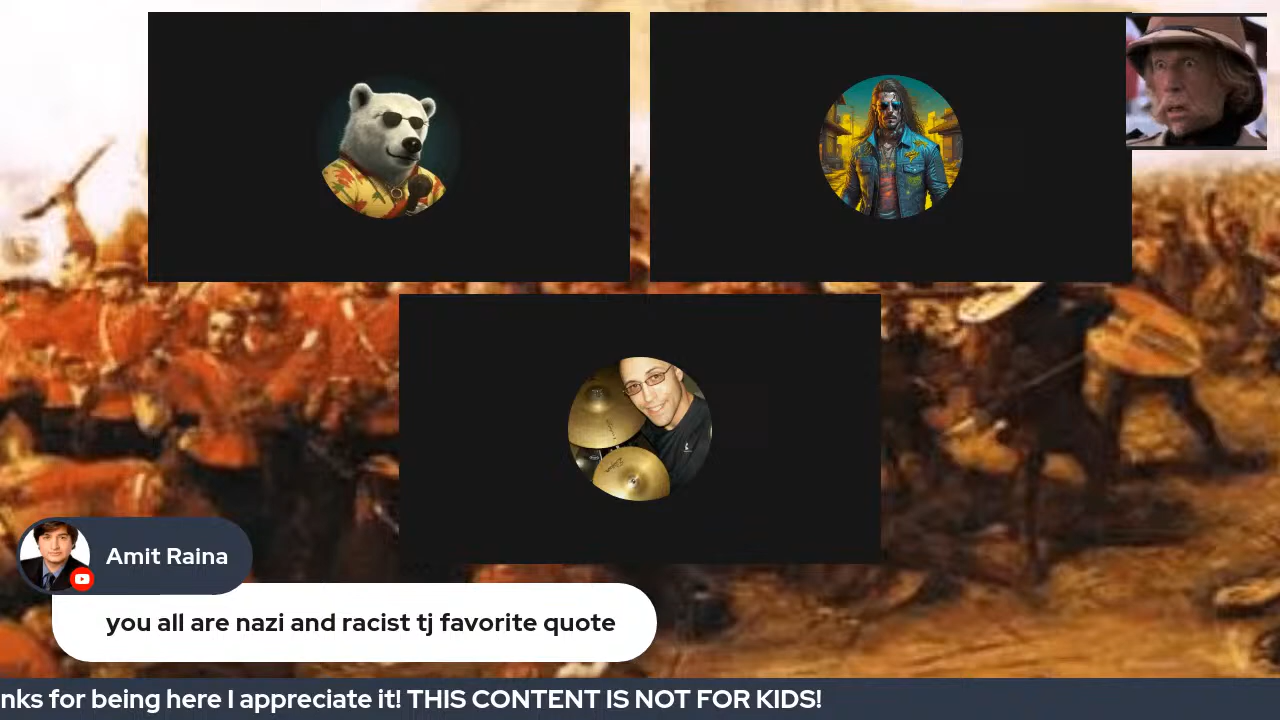 Amit Raina
you all are nazi and racist tj favorite quote
nks for being here I appreciate it! THIS CONTENT IS NOT FOR KIDS!